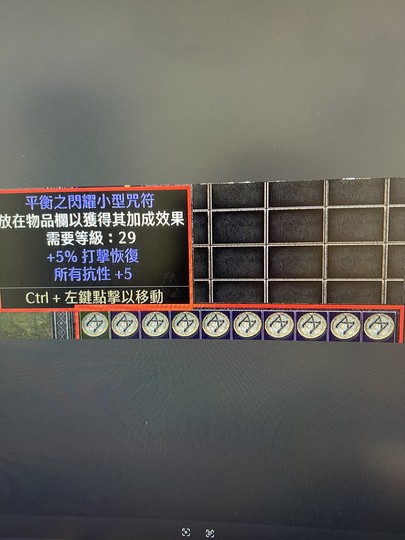 平衡之閃耀小型咒符
放在物品欄以獲得其加成效果
需要等級：29
+5% 打擊恢復
所有抗性 +5
Ctrl + 左鍵點擊以移動